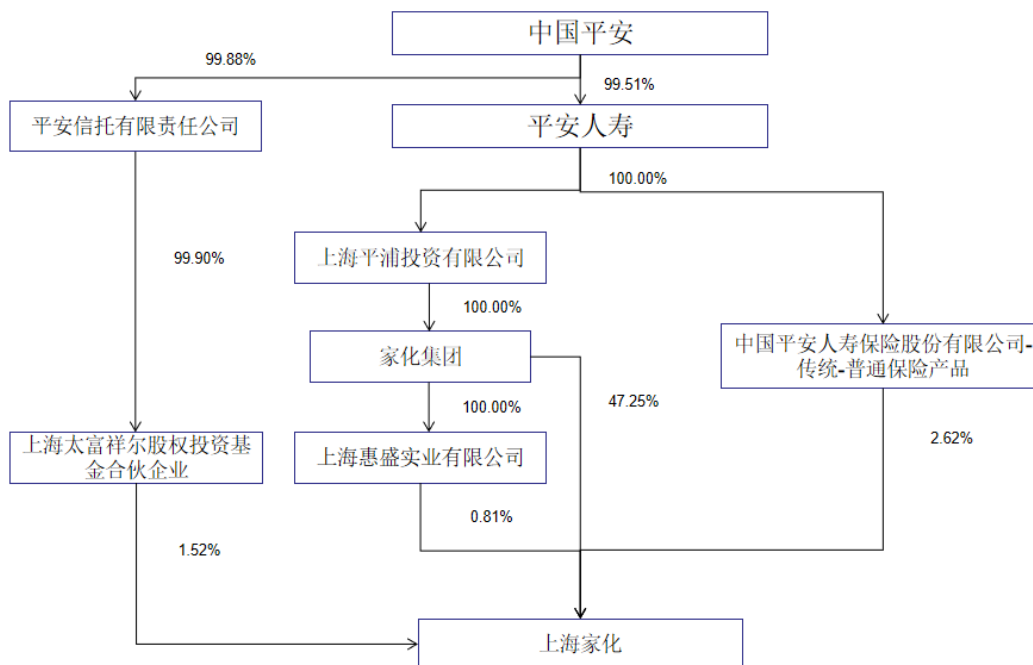 中国平安
99.88%
99.51%
平安信托有限责任公司
平安人寿
100.00%
上海平浦投资有限公司
99.90%
100.00%
家化集团
中国平安人寿保险股份有限公司-
传统-普通保险产品
100.00%
47.25%
上海太富祥尔股权投资基
金合伙企业
上海惠盛实业有限公司
2.62%
0.81%
1.52%
上海家化